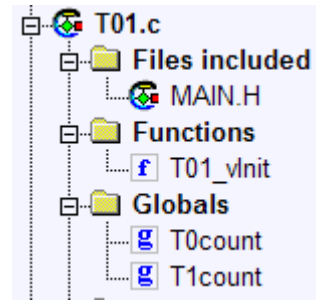 T01.c
Files included
MAIN.H
Functions
f T01_vInit
Globals
g T0count
g T1count